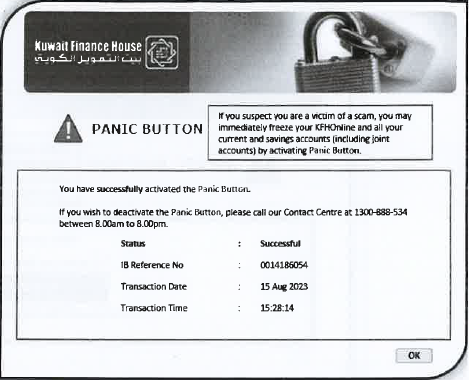 Kuwait Finance House
بيت التمويل الكويتي
PANIC BUTTON
If you suspect you are a victim of a scam, you may
immediately freeze your KFHOnline and all your
current and savings accounts (including joint
accounts) by activating Panic Button.
You have successfully activated the Panic Button.
If you wish to deactivate the Panic Button, please call our Contact Centre at 1300-888-534
between 8.00am to 8.00pm.
Status : Successful
IB Reference No : 0014186054
Transaction Date : 15 Aug 2023
Transaction Time : 15:28:14
OK